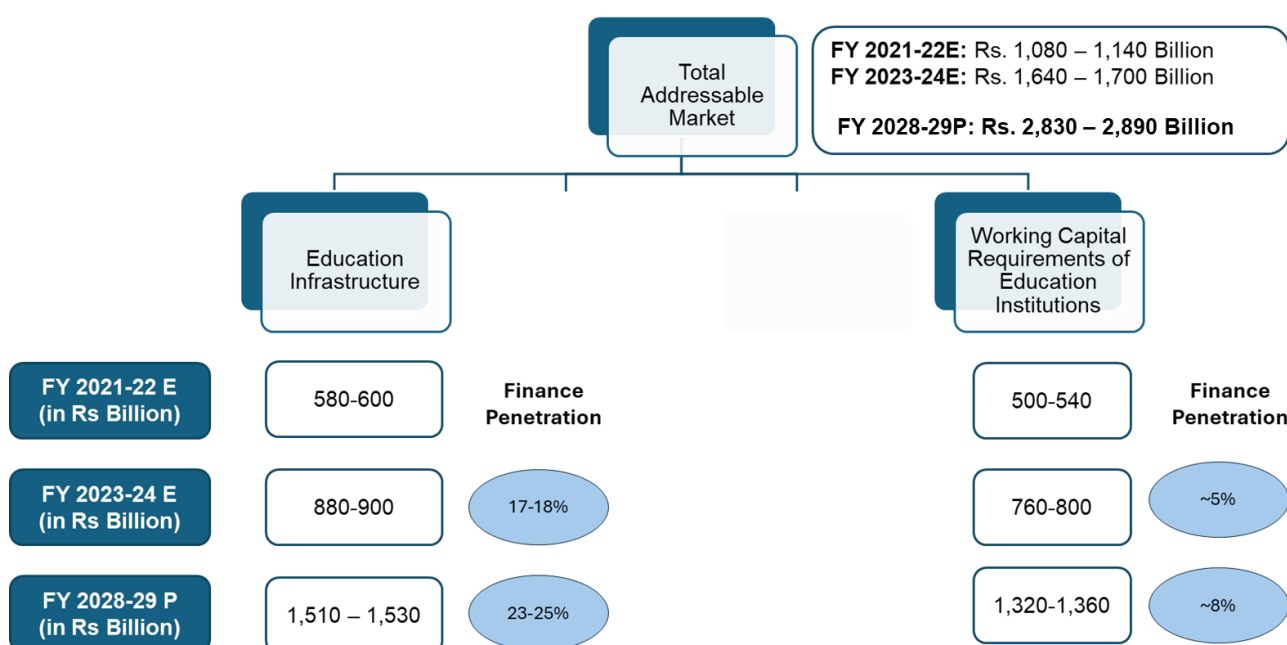 Total
Addressable
Market
FY 2021-22E: Rs. 1,080 – 1,140 Billion
FY 2023-24E: Rs. 1,640 – 1,700 Billion
FY 2028-29P: Rs. 2,830 – 2,890 Billion
Education
Infrastructure
Working Capital
Requirements of
Education
Institutions
FY 2021-22 E
(in Rs Billion)
580-600
Finance
Penetration
500-540
Finance
Penetration
FY 2023-24 E
(in Rs Billion)
880-900
17-18%
760-800
~5%
FY 2028-29 P
(in Rs Billion)
1,510 – 1,530
23-25%
1,320-1,360
~8%